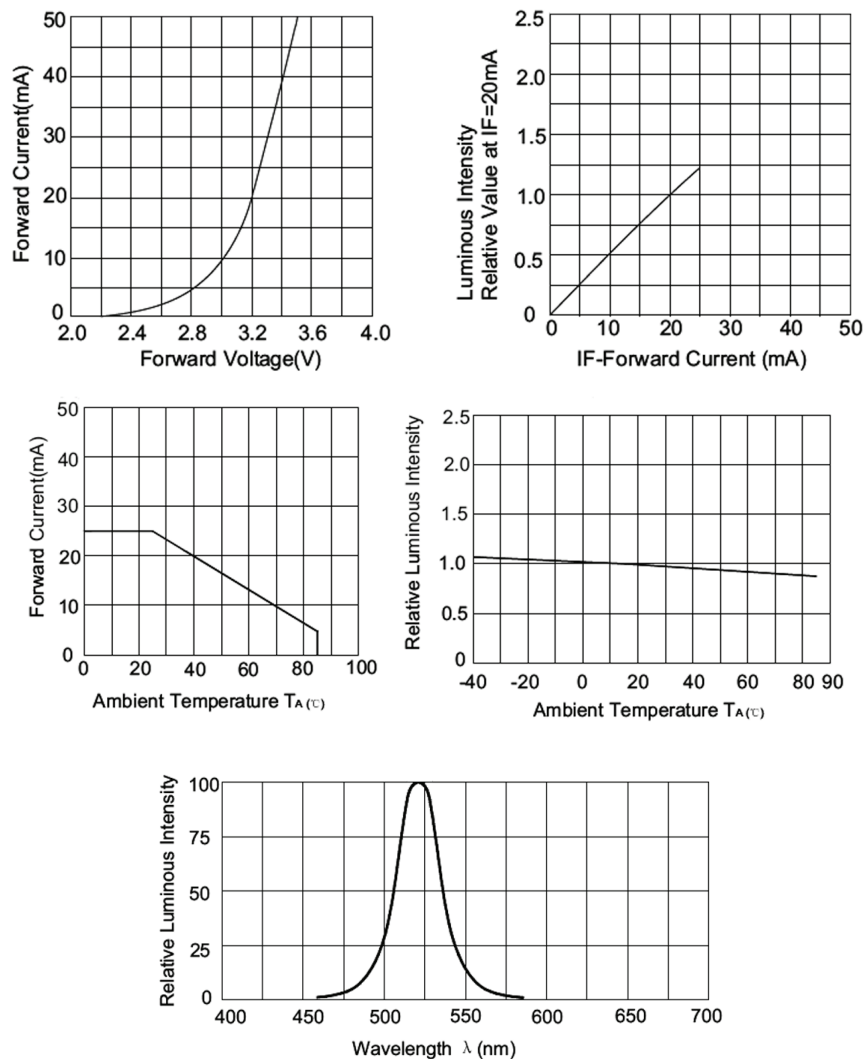 Forward Current(mA)
50
40
30
20
10
0
2.0 2.4 2.8 3.2 3.6 4.0
Forward Voltage(V)
Luminous Intensity
Relative Value at IF=20mA
2.5
2.0
1.5
1.0
0.5
0
0 10 20 30 40 50
IF-Forward Current (mA)
Forward Current(mA)
50
40
30
20
10
0
0 20 40 60 80 100
Ambient Temperature TA(℃)
Relative Luminous Intensity
2.5
2.0
1.5
1.0
0.5
0
-40 -20 0 20 40 60 80 90
Ambient Temperature TA(℃)
Relative Luminous Intensity
100
75
50
25
0
400 450 500 550 600 650 700
Wavelength λ (nm)